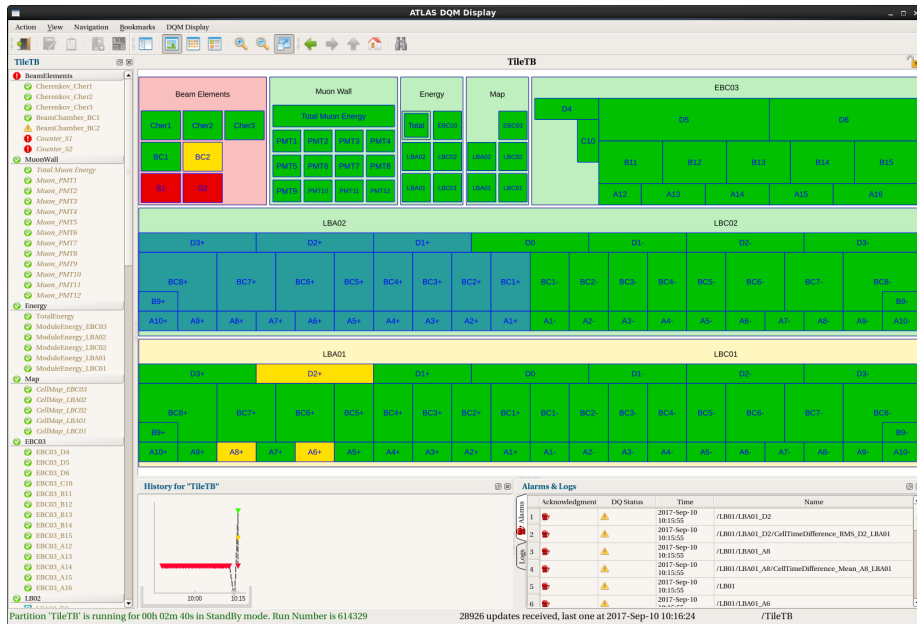 ATLAS DQM Display
Action View Navigation Bookmarks DQM Display
TileTB
BeamElements
Cherenkov_Cher1
Cherenkov_Cher2
Cherenkov_Cher3
BeamChamber_BC1
BeamChamber_BC2
Counter_S1
Counter_S2
MuonWall
Total Muon Energy
Muon_PMT1
Muon_PMT2
Muon_PMT3
Muon_PMT4
Muon_PMT5
Muon_PMT6
Muon_PMT7
Muon_PMT8
Muon_PMT9
Muon_PMT10
Muon_PMT11
Muon_PMT12
Energy
TotalEnergy
ModuleEnergy_EBC03
ModuleEnergy_LBA02
ModuleEnergy_LBC02
ModuleEnergy_LBA01
ModuleEnergy_LBC01
Map
CellMap_EBC03
CellMap_LBA02
CellMap_LBC02
CellMap_LBA01
CellMap_LBC01
EBC03
EBC03_D4
EBC03_D5
EBC03_D6
EBC03_C10
EBC03_B11
EBC03_B12
EBC03_B13
EBC03_B14
EBC03_B15
EBC03_A12
EBC03_A13
EBC03_A14
EBC03_A15
EBC03_A16
LB02
TileTB
Beam Elements
Cher1 Cher2 Cher3
BC1 BC2
S1 S2
Muon Wall
Total Muon Energy
PMT1 PMT2 PMT3 PMT4
PMT5 PMT6 PMT7 PMT8
PMT9 PMT10 PMT11 PMT12
Energy
Total EBC03
LBA02 LBC02
LBA01 LBC01
Map
EBC03
LBA02 LBC02
LBA01 LBC01
EBC03
D4 D5 D6
C10
B11 B12 B13 B14 B15
A12 A13 A14 A15 A16
LBA02 LBC02
D3+ D2+ D1+ D0 D1- D2- D3-
BC8+ BC7+ BC6+ BC5+ BC4+ BC3+ BC2+ BC1+ BC1- BC2- BC3- BC4- BC5- BC6- BC7- BC8-
B9+ B9-
A10+ A9+ A8+ A7+ A6+ A5+ A4+ A3+ A2+ A1+ A1- A2- A3- A4- A5- A6- A7- A8- A9- A10-
LBA01 LBC01
D3+ D2+ D1+ D0 D1- D2- D3-
BC8+ BC7+ BC6+ BC5+ BC4+ BC3+ BC2+ BC1+ BC1- BC2- BC3- BC4- BC5- BC6- BC7- BC8-
B9+ B9-
A10+ A9+ A8+ A7+ A6+ A5+ A4+ A3+ A2+ A1+ A1- A2- A3- A4- A5- A6- A7- A8- A9- A10-
History for "TileTB"
10:00 10:15
Alarms & Logs
Alarms
Logs
Acknowledgment DQ Status Time Name
1 2017-Sep-10 10:15:55 /LB01/LBA01_D2
2 2017-Sep-10 10:15:55 /LB01/LBA01_D2/CellTimeDifference_RMS_D2_LBA01
3 2017-Sep-10 10:15:55 /LB01/LBA01_A8
4 2017-Sep-10 10:15:55 /LB01/LBA01_A8/CellTimeDifference_Mean_A8_LBA01
5 2017-Sep-10 10:15:55 /LB01
6 2017-Sep-10 /LB01/LBA01_A6
Partition 'TileTB' is running for 00h 02m 40s in StandBy mode. Run Number is 614329 28926 updates received, last one at 2017-Sep-10 10:16:24 /TileTB